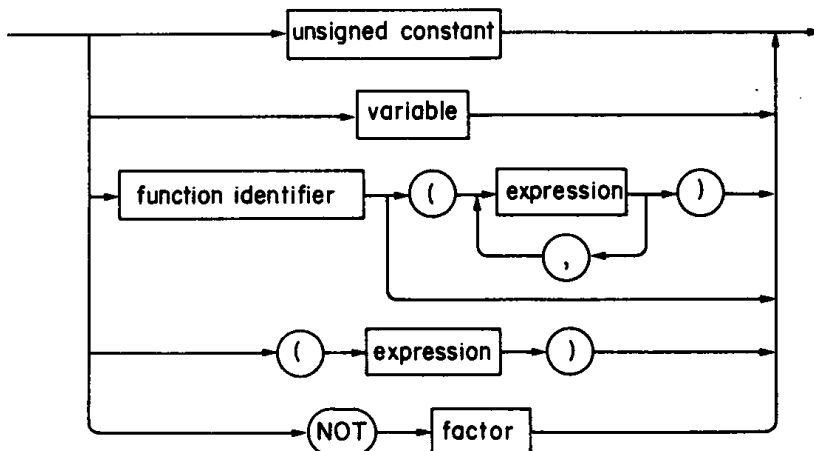 unsigned constant
variable
function identifier ( expression )
,
( expression )
NOT factor